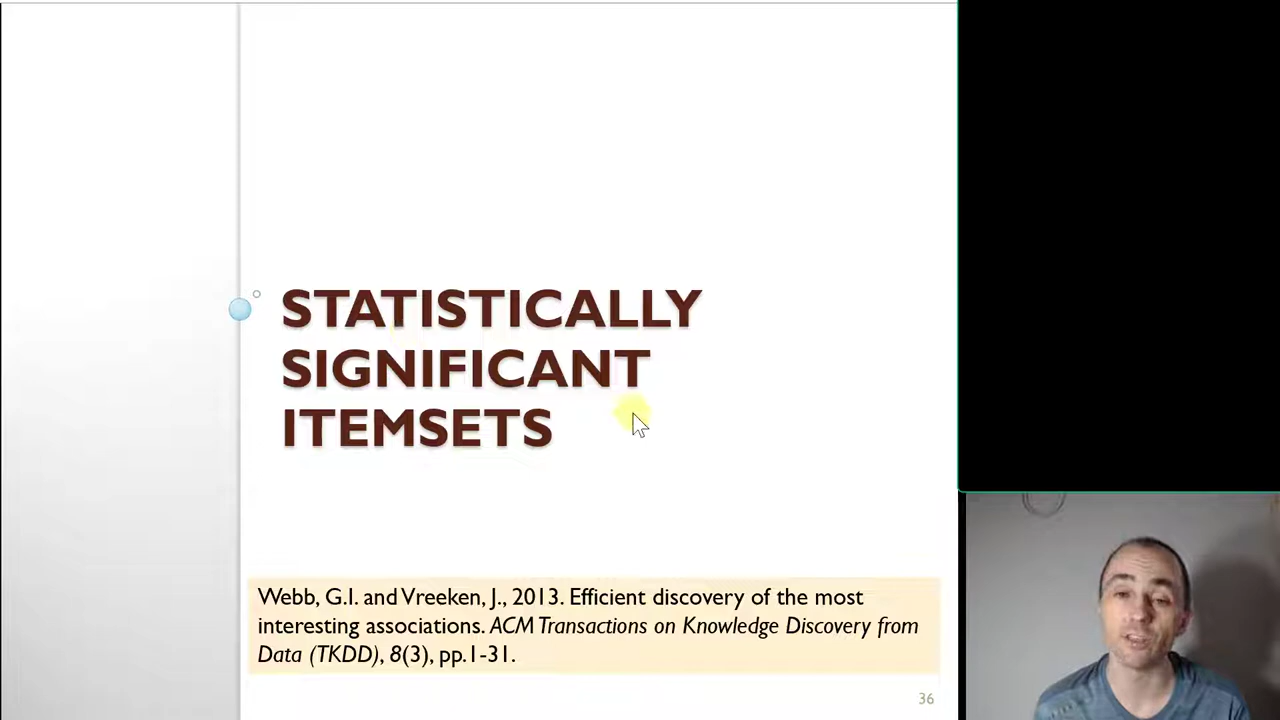 STATISTICALLY
SIGNIFICANT
ITEMSETS
Webb, G.I. and Vreeken, J., 2013. Efficient discovery of the most
interesting associations. ACM Transactions on Knowledge Discovery from
Data (TKDD), 8(3), pp.1-31.
36